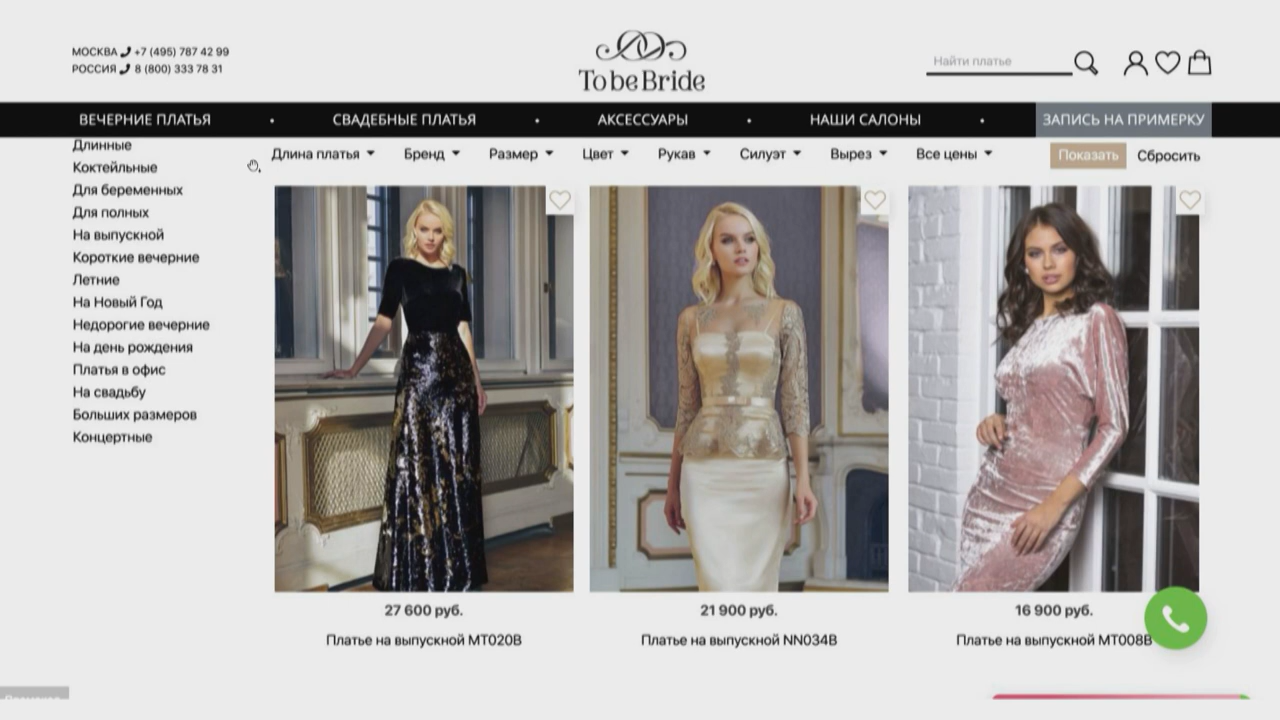 МОСКВА +7 (495) 787 42 99
РОССИЯ 8 (800) 333 78 31
To be Bride
Найти платье
ВЕЧЕРНИЕ ПЛАТЬЯ • СВАДЕБНЫЕ ПЛАТЬЯ • АКСЕССУАРЫ • НАШИ САЛОНЫ • ЗАПИСЬ НА ПРИМЕРКУ
Длинные
Коктейльные
Для беременных
Для полных
На выпускной
Короткие вечерние
Летние
На Новый Год
Недорогие вечерние
На день рождения
Платья в офис
На свадьбу
Больших размеров
Концертные
Длина платья Бренд Размер Цвет Рукав Силуэт Вырез Все цены Показать Сбросить
27 600 руб. 21 900 руб. 16 900 руб.
Платье на выпускной MT020B Платье на выпускной NN034B Платье на выпускной MT008B